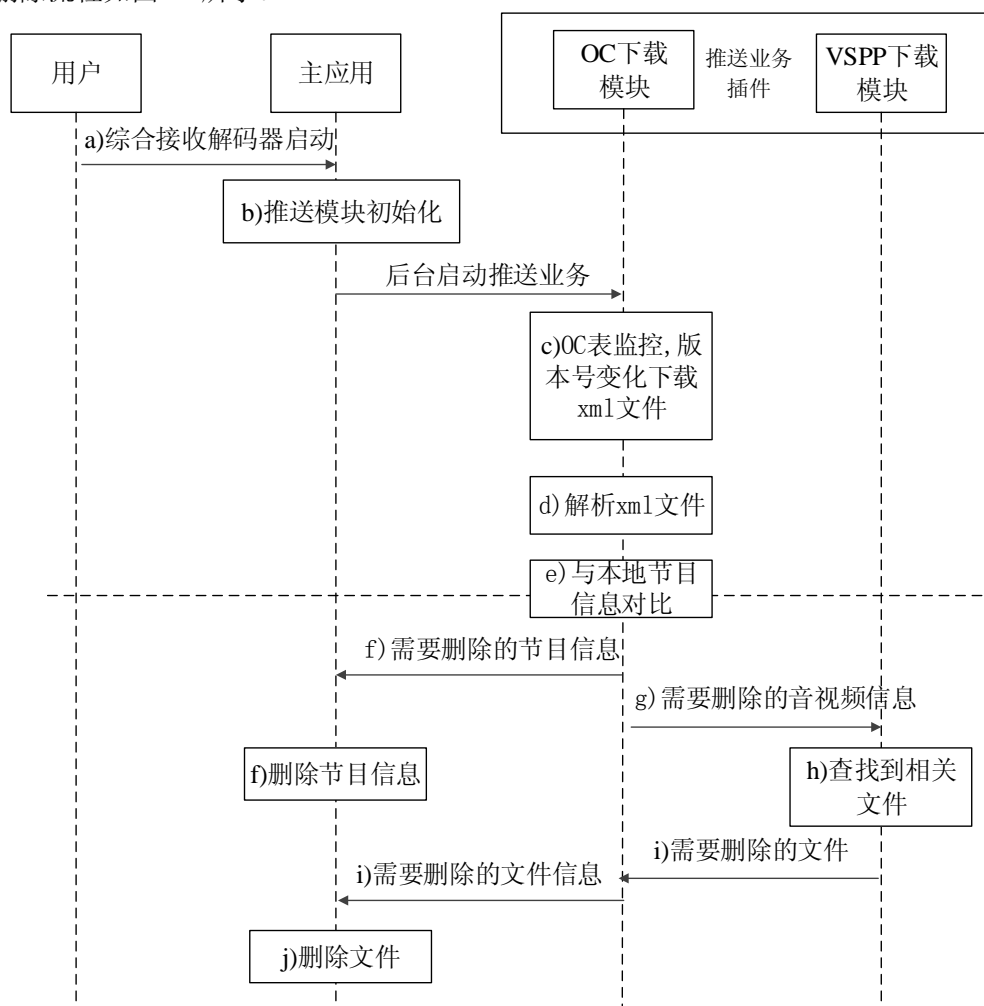 用户
主应用
OC下载
模块
推送业务
插件
VSPP下载
模块
a)综合接收解码器启动
b)推送模块初始化
后台启动推送业务
c)OC表监控,版
本号变化下载
xml文件
d)解析xml文件
e)与本地节目
信息对比
f)需要删除的节目信息
g)需要删除的音视频信息
f)删除节目信息
h)查找到相关
文件
i)需要删除的文件
i)需要删除的文件信息
j)删除文件